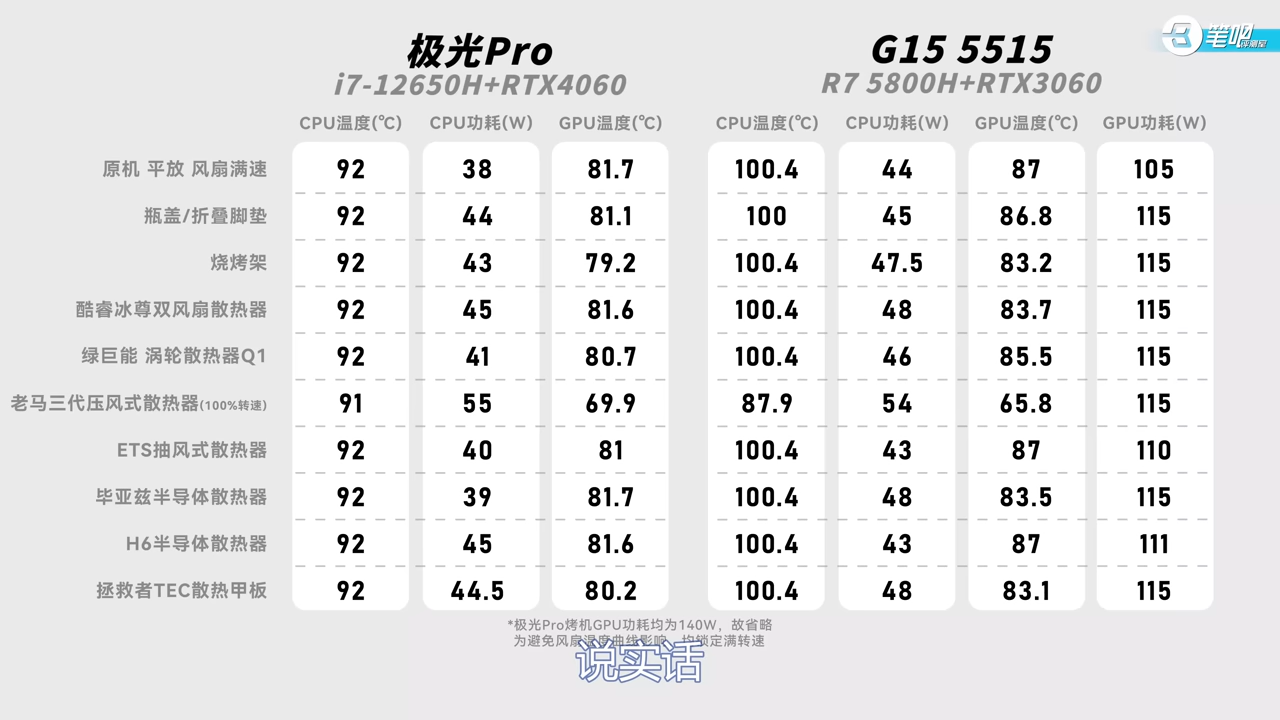 极光Pro
i7-12650H+RTX4060
G15 5515
R7 5800H+RTX3060
笔吧评测室
CPU温度(℃) CPU功耗(W) GPU温度(℃) CPU温度(℃) CPU功耗(W) GPU温度(℃) GPU功耗(W)
原机 平放 风扇满速 92 38 81.7 100.4 44 87 105
瓶盖/折叠脚垫 92 44 81.1 100 45 86.8 115
烧烤架 92 43 79.2 100.4 47.5 83.2 115
酷睿冰尊双风扇散热器 92 45 81.6 100.4 48 83.7 115
绿巨能 涡轮散热器Q1 92 41 80.7 100.4 46 85.5 115
老马三代压风式散热器(100%转速) 91 55 69.9 87.9 54 65.8 115
ETS抽风式散热器 92 40 81 100.4 43 87 110
毕亚兹半导体散热器 92 39 81.7 100.4 48 83.5 115
H6半导体散热器 92 45 81.6 100.4 43 87 111
拯救者TEC散热甲板 92 44.5 80.2 100.4 48 83.1 115
*极光Pro烤机GPU功耗均为140W，故省略
为避免风扇温度曲线影响，均锁定满转速
说实话